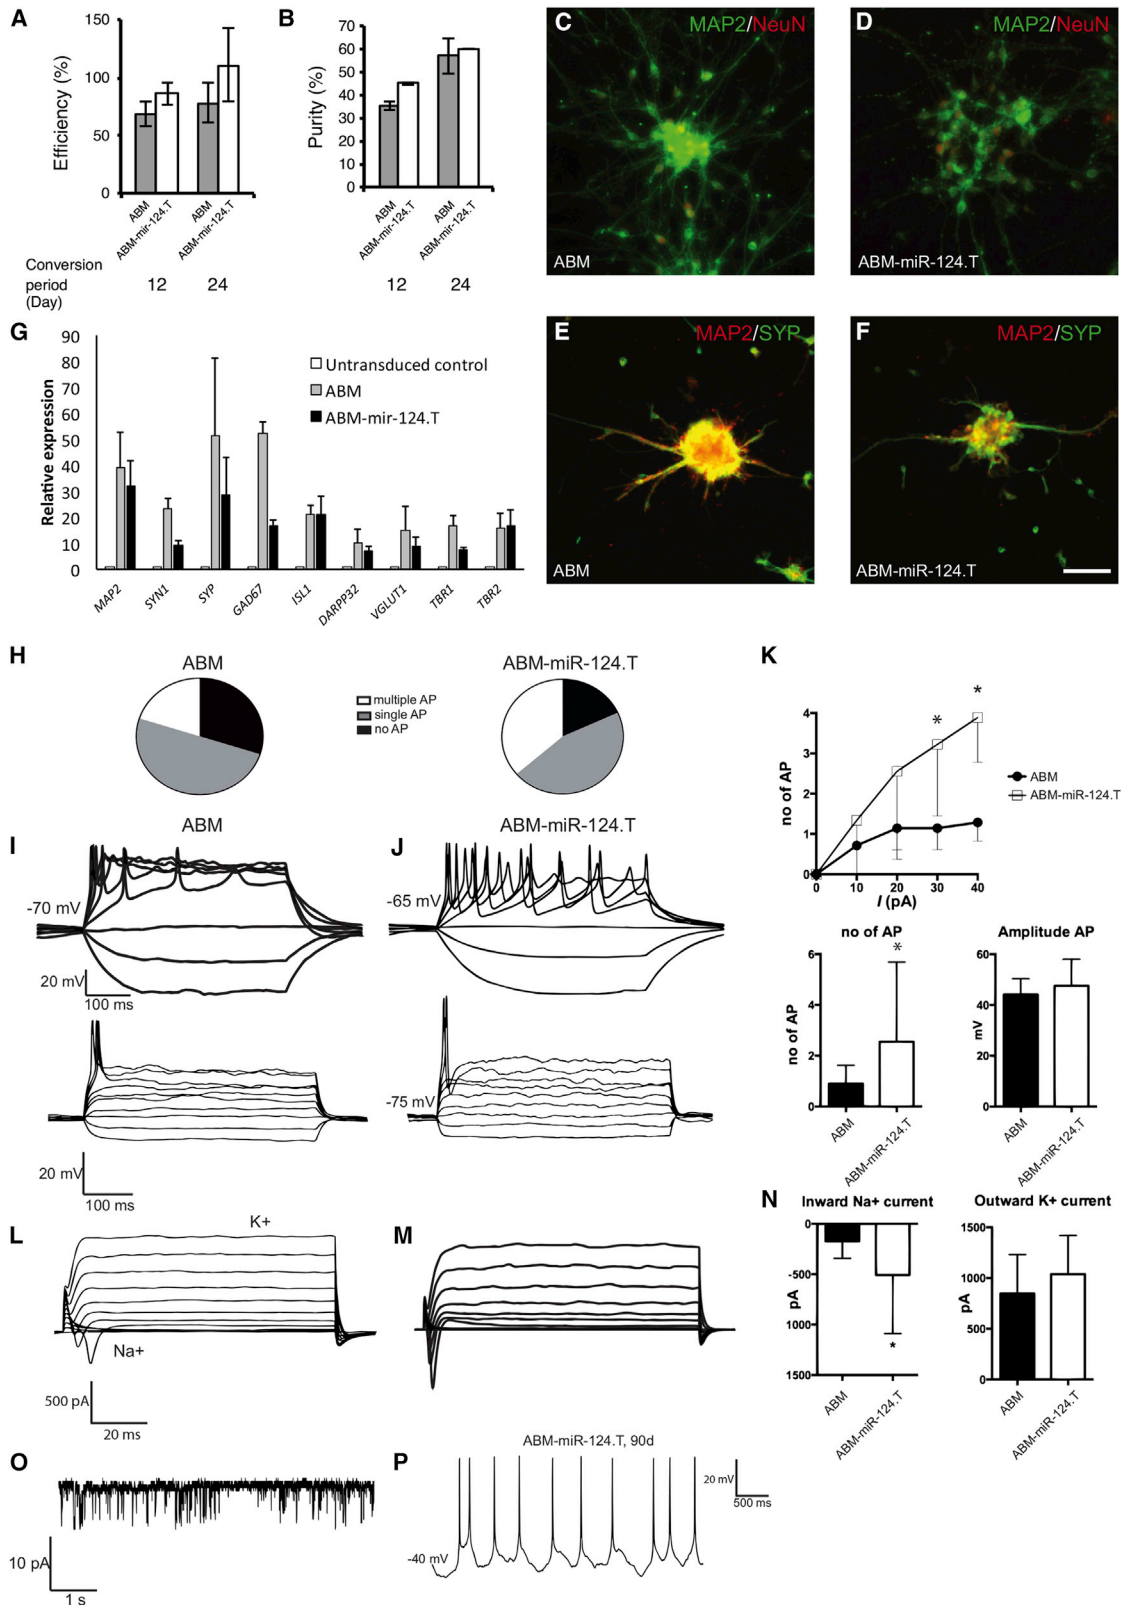 A
150
100
50
0
Efficiency (%)
ABM
ABM-mir-124.T
ABM
ABM-mir-124.T
Conversion
period
(Day)
12
24
B
70
60
50
40
30
20
10
0
Purity (%)
ABM
ABM-miR-124.T
ABM
ABM-miR-124.T
12
24
C
MAP2/NeuN
ABM
D
MAP2/NeuN
ABM-miR-124.T
E
MAP2/SYP
ABM
F
MAP2/SYP
ABM-miR-124.T
G
90
80
70
60
50
40
30
20
10
0
Relative expression
Untransduced control
ABM
ABM-mir-124.T
MAP2
SYN1
SYP
GAD67
ISL1
DARPP32
VGLUT1
TBR1
TBR2
H
ABM
ABM-miR-124.T
multiple AP
single AP
no AP
I
ABM
-70 mV
20 mV
100 ms
20 mV
100 ms
J
ABM-miR-124.T
-65 mV
-75 mV
K
4
3
2
1
0
no of AP
0
10
20
30
40
I (pA)
*
*
ABM
ABM-miR-124.T
no of AP
6
4
2
0
no of AP
*
ABM
ABM-miR-124.T
Amplitude AP
60
40
20
0
mV
ABM
ABM-miR-124.T
L
K+
Na+
500 pA
20 ms
M
N
Inward Na+ current
0
-500
1000
1500
pA
*
ABM
ABM-miR-124.T
Outward K+ current
1500
1000
500
0
pA
ABM
ABM-miR-124.T
O
10 pA
1 s
P
ABM-miR-124.T, 90d
-40 mV
20 mV
500 ms